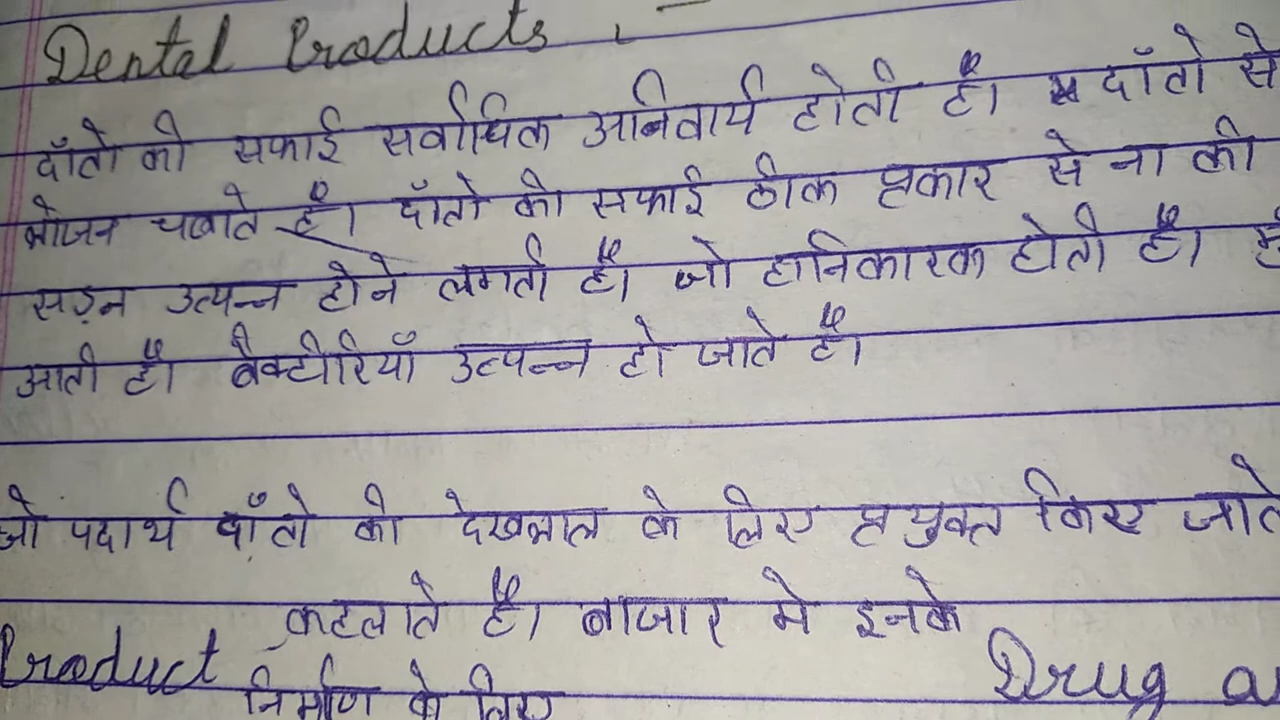 Dental Products :-
दाँतो की सफाई सर्वाधिक अनिवार्य होती है। दाँतो से
भोजन चबाते है। दाँतो की सफाई ठीक प्रकार से ना की
सड़न उत्पन्न होने लगती है। जो हानिकारक होती है।
आती है। बैक्टीरियाँ उत्पन्न हो जाते है।
जो पदार्थ दाँतो की देखभाल के लिए प्रयुक्त किए जाते
कहलाते है। बाजार मे इनके
Product निर्माण के लिए Drug